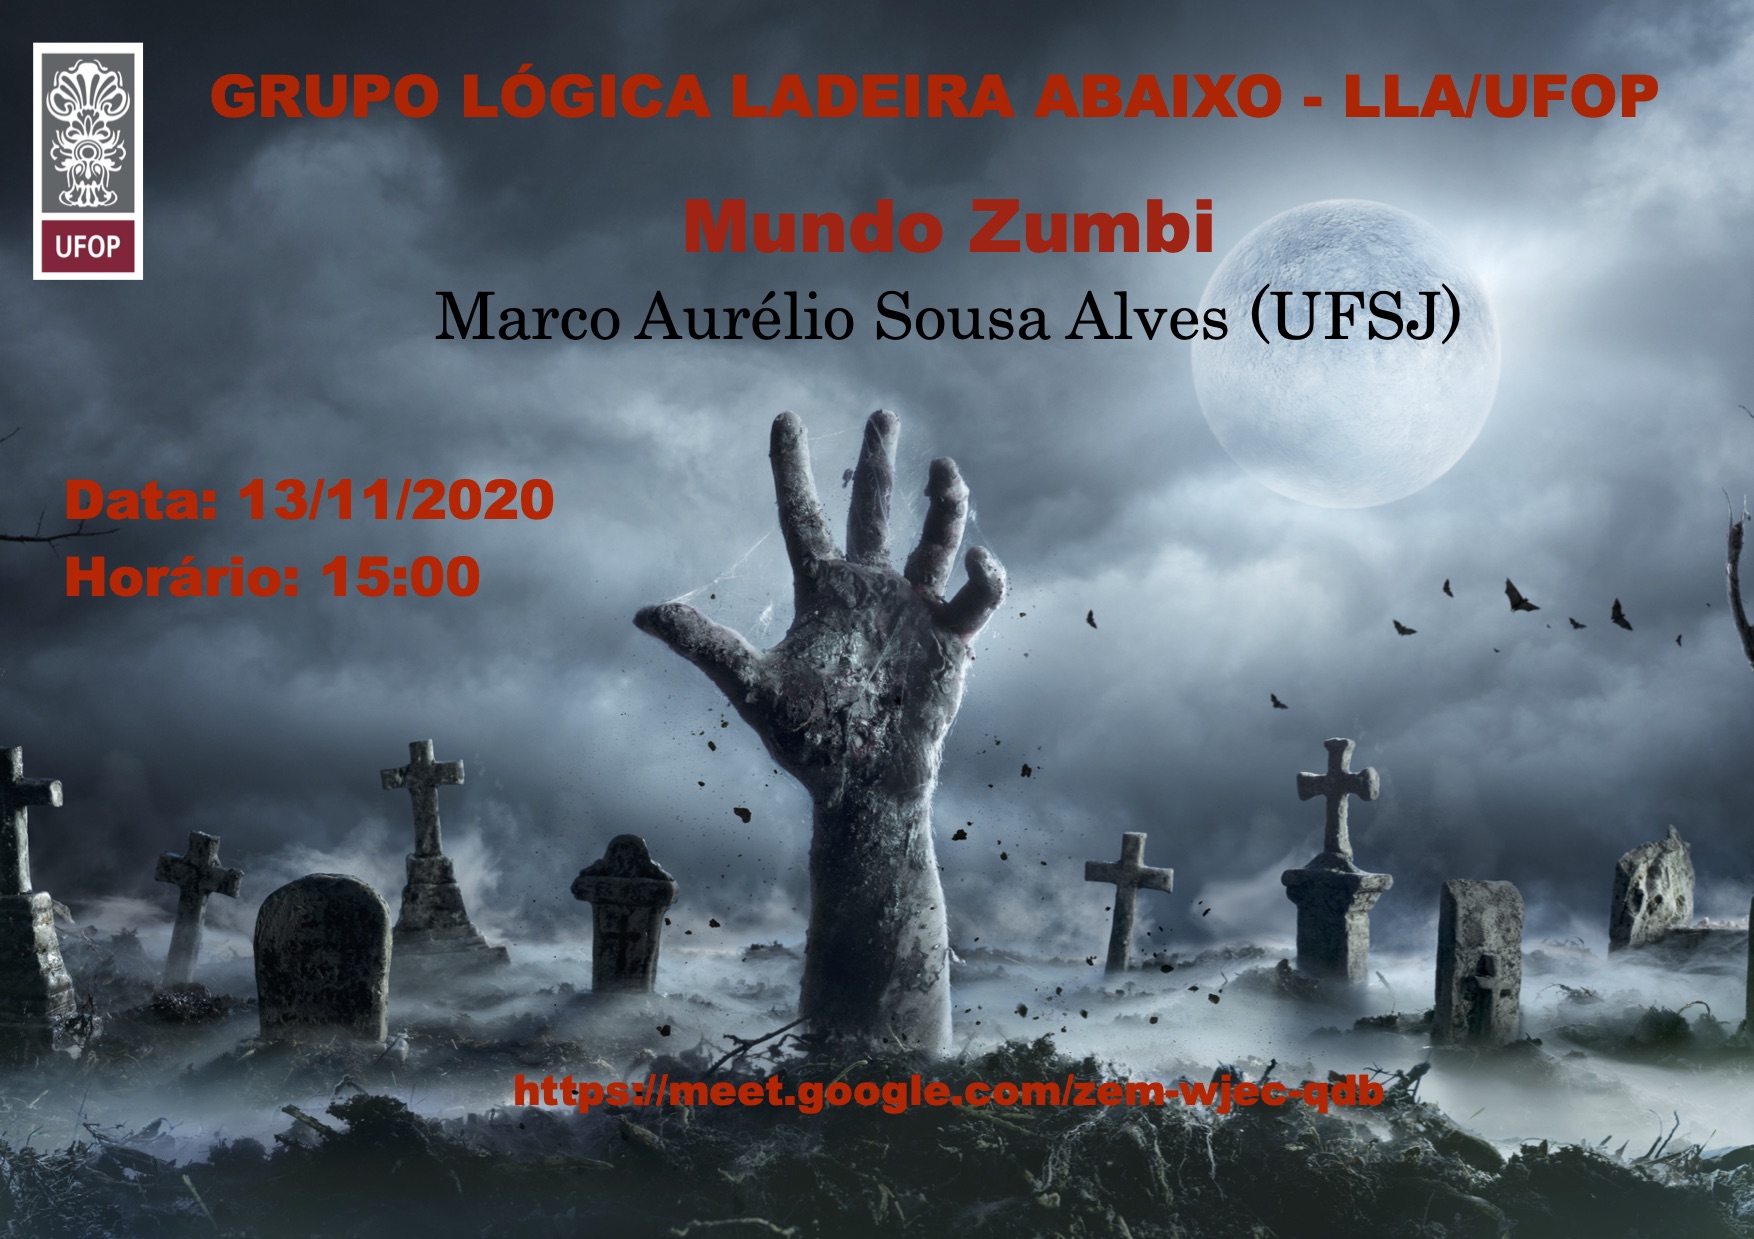 GRUPO LÓGICA LADEIRA ABAIXO - LLA/UFOP
UFOP
Mundo Zumbi
Marco Aurélio Sousa Alves (UFSJ)
Data: 13/11/2020
Horário: 15:00
https://meet.google.com/zem-wjec-qdb